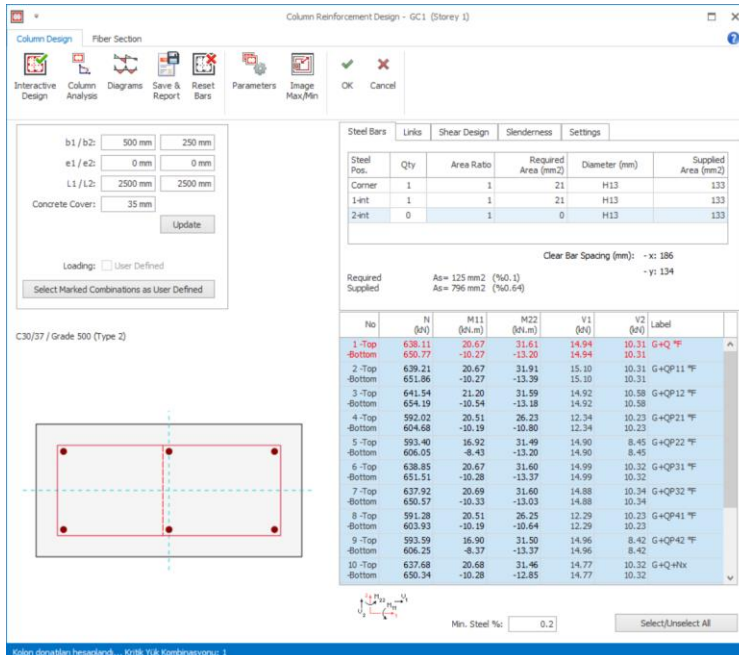 Column Reinforcement Design - GC1 (Storey 1)
Column Design Fiber Section
Interactive Design Column Analysis Diagrams Save & Report Reset Bars Parameters Image Max/Min OK Cancel
b1 / b2: 500 mm 250 mm
e1 / e2: 0 mm 0 mm
L1 / L2: 2500 mm 2500 mm
Concrete Cover: 35 mm
Update
Loading: User Defined
Select Marked Combinations as User Defined
C30/37 / Grade 500 (Type 2)
Steel Bars Links Shear Design Slenderness Settings
Steel Pos. Qty Area Ratio Required Area (mm2) Diameter (mm) Supplied Area (mm2)
Corner 1 1 21 H13 133
1-int 1 1 21 H13 133
2-int 0 1 0 H13 133
Clear Bar Spacing (mm): - x: 186
- y: 134
Required As= 125 mm2 (%0.1)
Supplied As= 796 mm2 (%0.64)
No N (kN) M11 (kN.m) M22 (kN.m) V1 (kN) V2 (kN) Label
1 -Top 638.11 20.67 31.61 14.94 10.31 G+Q °F
-Bottom 650.77 -10.27 -13.20 14.94 10.31
2 -Top 639.21 20.67 31.91 15.10 10.31 G+QP11 °F
-Bottom 651.86 -10.27 -13.39 15.10 10.31
3 -Top 641.54 21.20 31.59 14.92 10.58 G+QP12 °F
-Bottom 654.19 -10.54 -13.18 14.92 10.58
4 -Top 592.02 20.51 26.23 12.34 10.23 G+QP21 °F
-Bottom 604.68 -10.19 -10.80 12.34 10.23
5 -Top 593.40 16.92 31.49 14.90 8.45 G+QP22 °F
-Bottom 606.05 -8.43 -13.20 14.90 8.45
6 -Top 638.85 20.67 31.60 14.99 10.32 G+QP31 °F
-Bottom 651.51 -10.28 -13.37 14.99 10.32
7 -Top 637.92 20.69 31.60 14.88 10.34 G+QP32 °F
-Bottom 650.57 -10.33 -13.03 14.88 10.34
8 -Top 591.28 20.51 26.25 12.29 10.23 G+QP41 °F
-Bottom 603.93 -10.19 -10.64 12.29 10.23
9 -Top 593.59 16.90 31.50 14.96 8.42 G+QP42 °F
-Bottom 606.25 -8.37 -13.37 14.96 8.42
10 -Top 637.68 20.68 31.46 14.77 10.32 G+Q+Nx
-Bottom 650.34 -10.28 -12.85 14.77 10.32
Min. Steel %: 0.2
Select/Unselect All
Kolon donatıları hesaplandı... Kritik Yük Kombinasyonu: 1